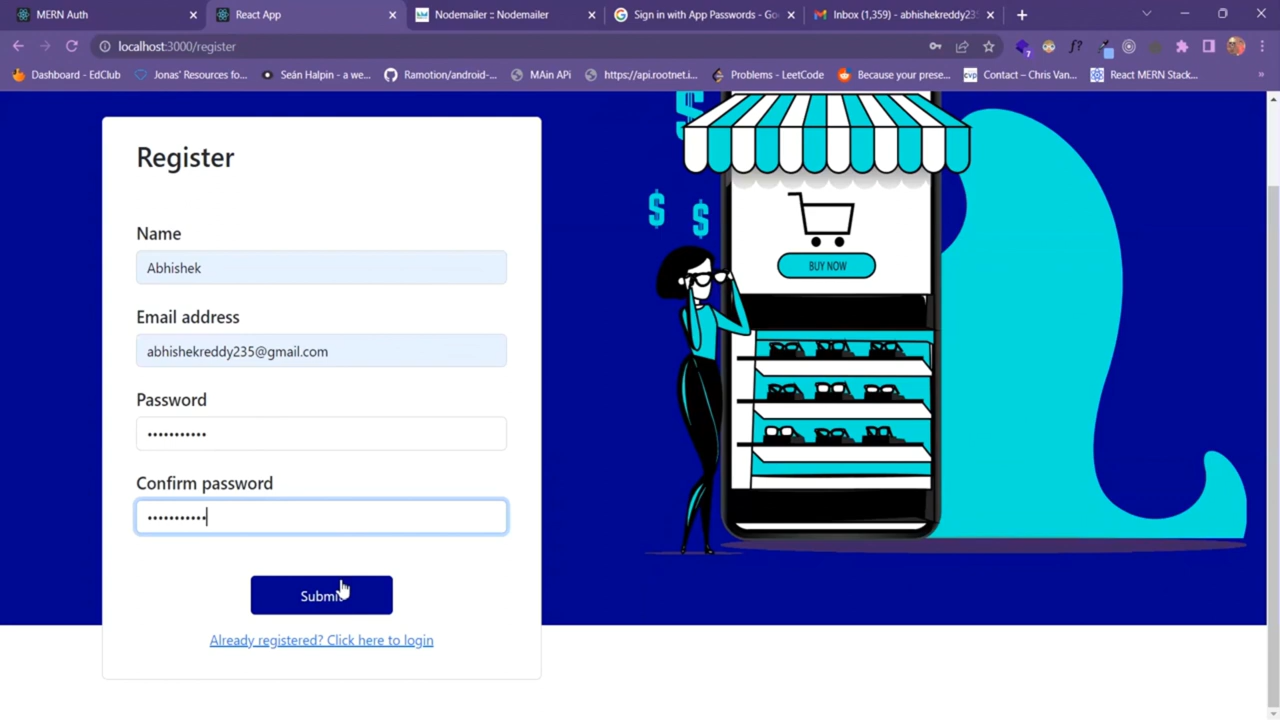 MERN Auth
React App
Nodemailer :: Nodemailer
Sign in with App Passwords - Go
Inbox (1,359) - abhishekreddy23
localhost:3000/register
Dashboard - EdClub
Jonas' Resources fo...
Seán Halpin - a we...
Ramotion/android-...
MAin APi
https://api.rootnet.i...
Problems - LeetCode
Because your prese...
cvp
Contact – Chris Van...
React MERN Stack...
»
Register
Name
Abhishek
Email address
abhishekreddy235@gmail.com
Password
•••••••••••
Confirm password
•••••••••••
Submit
Already registered? Click here to login
$
$ $
BUY NOW